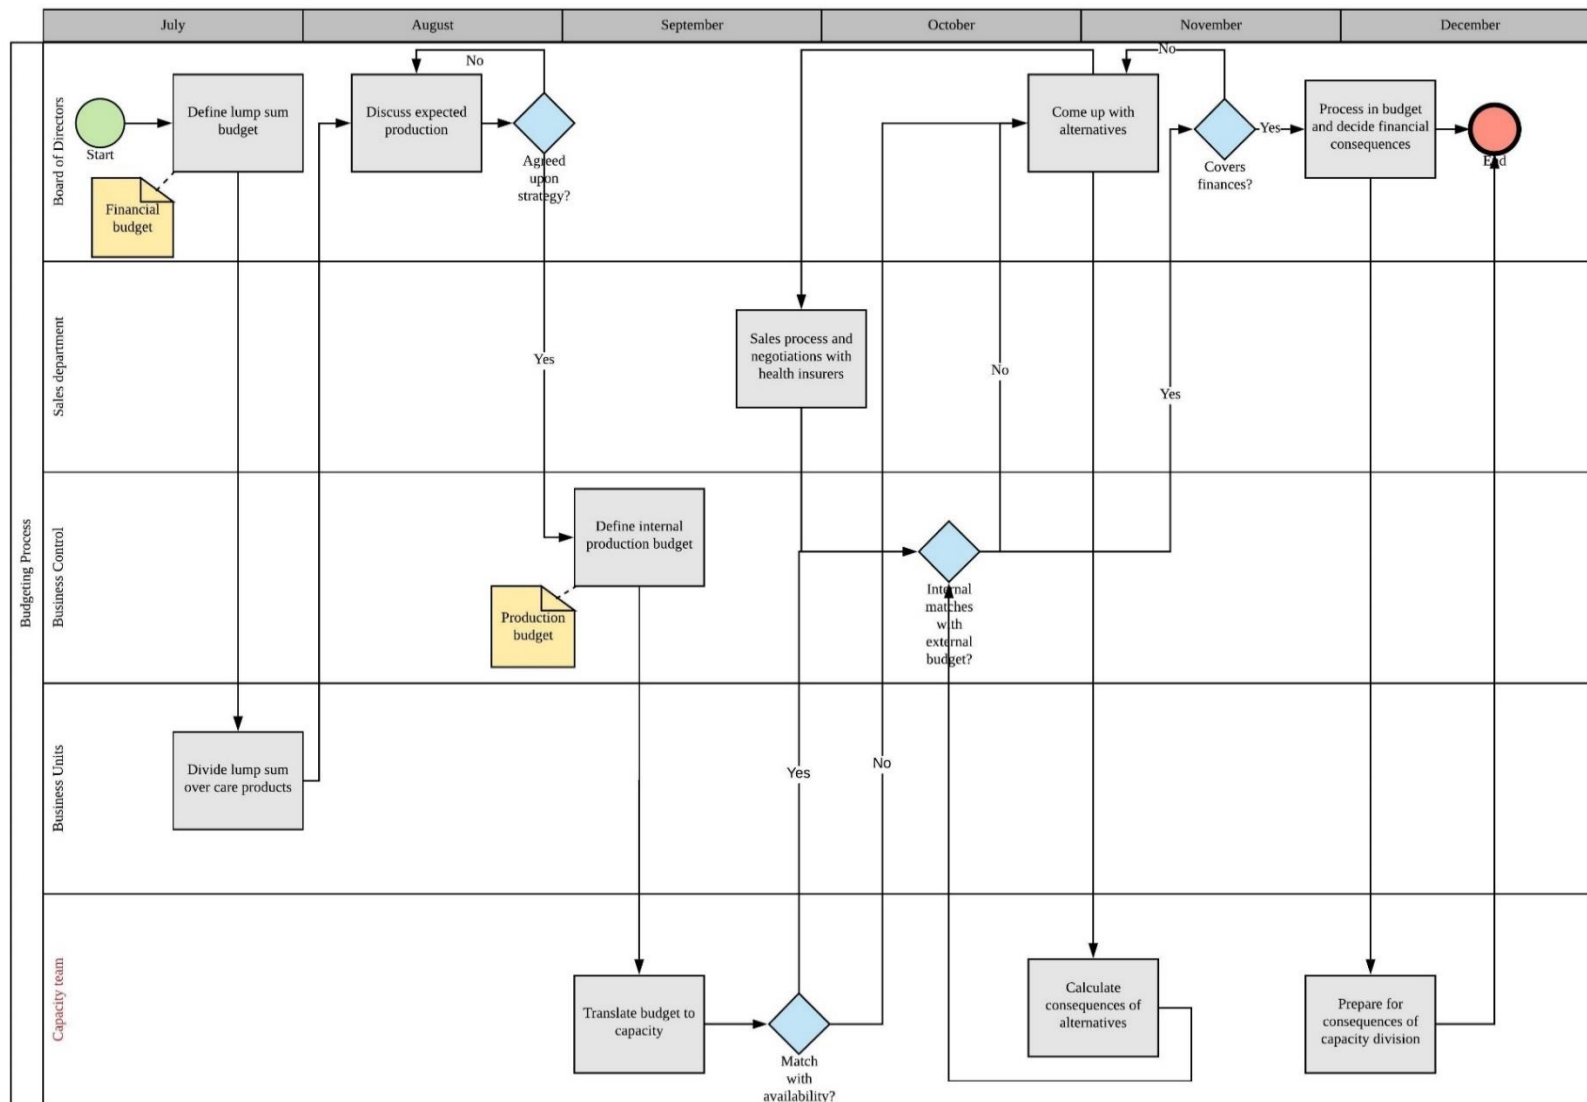 July
August
September
October
November
December
Budgeting Process
Board of Directors
Start
Define lump sum
budget
Financial
budget
Discuss expected
production
No
Agreed
upon
strategy?
Come up with
alternatives
No
Covers
finances?
Yes
Process in budget
and decide financial
consequences
End
Sales department
Yes
Sales process and
negotiations with
health insurers
No
Yes
Business Control
Define internal
production budget
Production
budget
Internal
matches
with
external
budget?
Business Units
Divide lump sum
over care products
Yes
No
Capacity team
Translate budget to
capacity
Match
with
availability?
Calculate
consequences of
alternatives
Prepare for
consequences of
capacity division